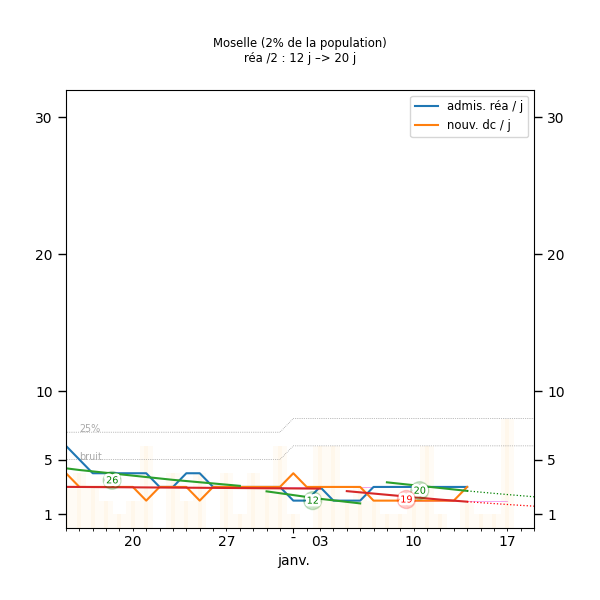 Moselle (2% de la population)
réa /2 : 12 j –> 20 j
admis. réa / j
nouv. dc / j
30 30
20 20
10 10
25%
bruit
5 5
26
20
19
12
1 1
20 27 - 03 10 17
janv.